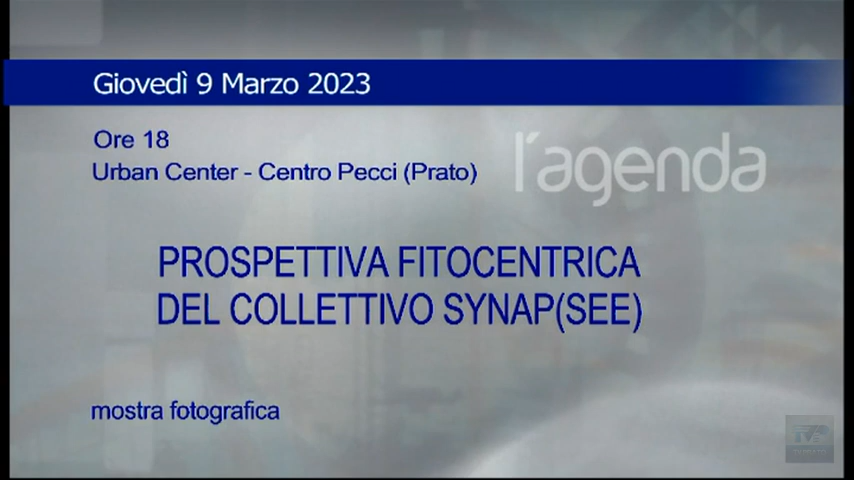 Giovedì 9 Marzo 2023
Ore 18
Urban Center - Centro Pecci (Prato)
l'agenda
PROSPETTIVA FITOCENTRICA
DEL COLLETTIVO SYNAP(SEE)
mostra fotografica